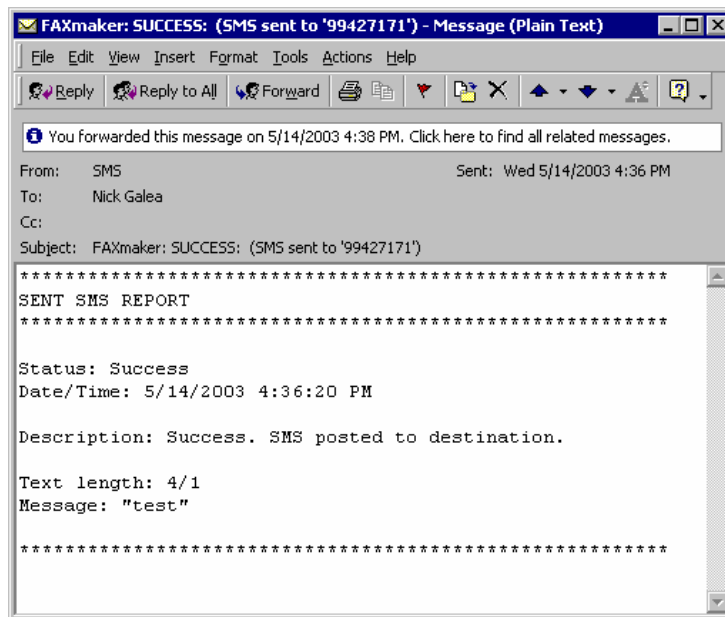 FAXmaker: SUCCESS: (SMS sent to '99427171') - Message (Plain Text)
File Edit View Insert Format Tools Actions Help
Reply Reply to All Forward
You forwarded this message on 5/14/2003 4:38 PM. Click here to find all related messages.
From: SMS Sent: Wed 5/14/2003 4:36 PM
To: Nick Galea
Cc:
Subject: FAXmaker: SUCCESS: (SMS sent to '99427171')
*********************************************************
SENT SMS REPORT
*********************************************************
Status: Success
Date/Time: 5/14/2003 4:36:20 PM
Description: Success. SMS posted to destination.
Text length: 4/1
Message: "test"
*********************************************************